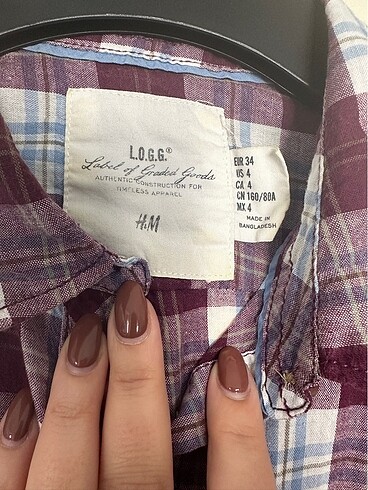 L.O.G.G.®
Label of Graded Goods
AUTHENTIC CONSTRUCTION FOR
TIMELESS APPAREL
H&M
EUR 34
US 4
CA 4
CN 160/80A
MX 4
MADE IN
BANGLADESH